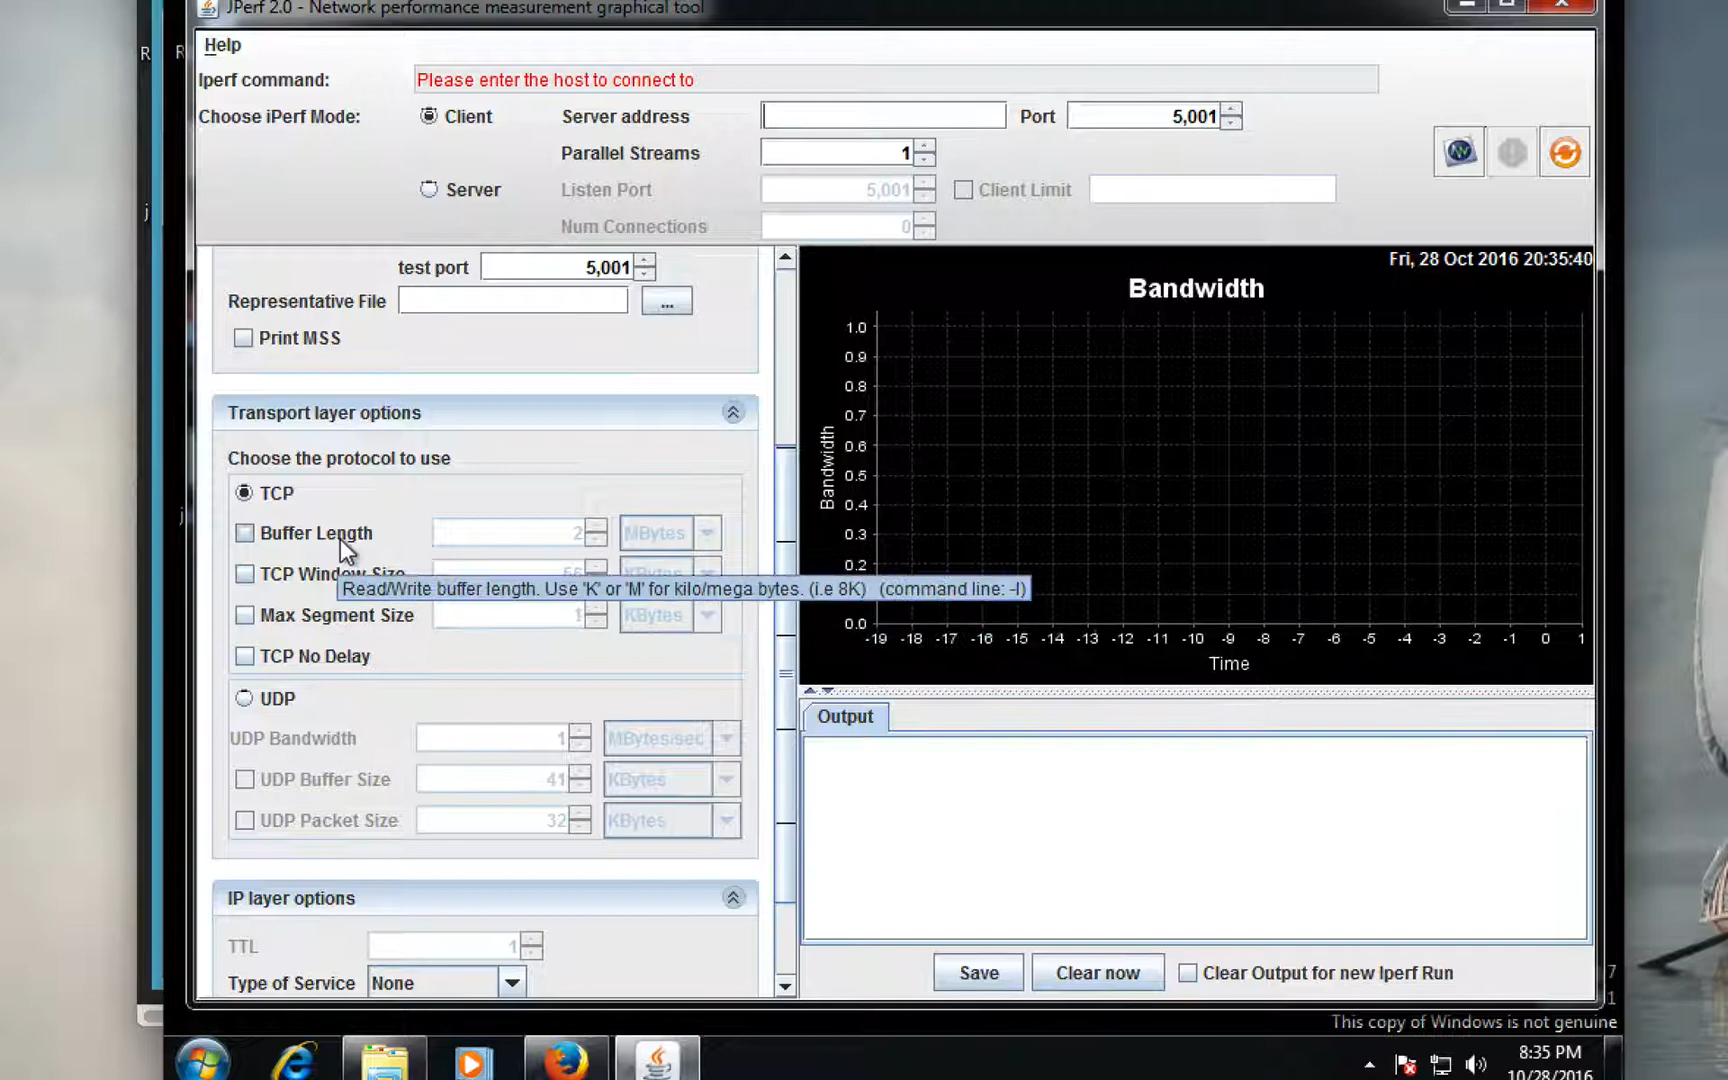 JPerf 2.0 - Network performance measurement graphical tool
Help
Iperf command: Please enter the host to connect to
Choose iPerf Mode: Client Server address Port 5,001
Parallel Streams 1
Server Listen Port 5,001 Client Limit
Num Connections 0
test port 5,001
Representative File ...
Print MSS
Transport layer options
Choose the protocol to use
TCP
Buffer Length 2 MBytes
TCP Window Size 56 KBytes
Read/Write buffer length. Use 'K' or 'M' for kilo/mega bytes. (i.e 8K) (command line: -l)
Max Segment Size 1 KBytes
TCP No Delay
UDP
UDP Bandwidth 1 MBytes/sec
UDP Buffer Size 41 KBytes
UDP Packet Size 32 KBytes
IP layer options
TTL 1
Type of Service None
Fri, 28 Oct 2016 20:35:40
Bandwidth
Bandwidth
1.0
0.9
0.8
0.7
0.6
0.5
0.4
0.3
0.2
0.0
-19 -18 -17 -16 -15 -14 -13 -12 -11 -10 -9 -8 -7 -6 -5 -4 -3 -2 -1 0 1
Time
Output
Save Clear now Clear Output for new Iperf Run
R R
j
j
7
1
This copy of Windows is not genuine
8:35 PM
10/28/2016